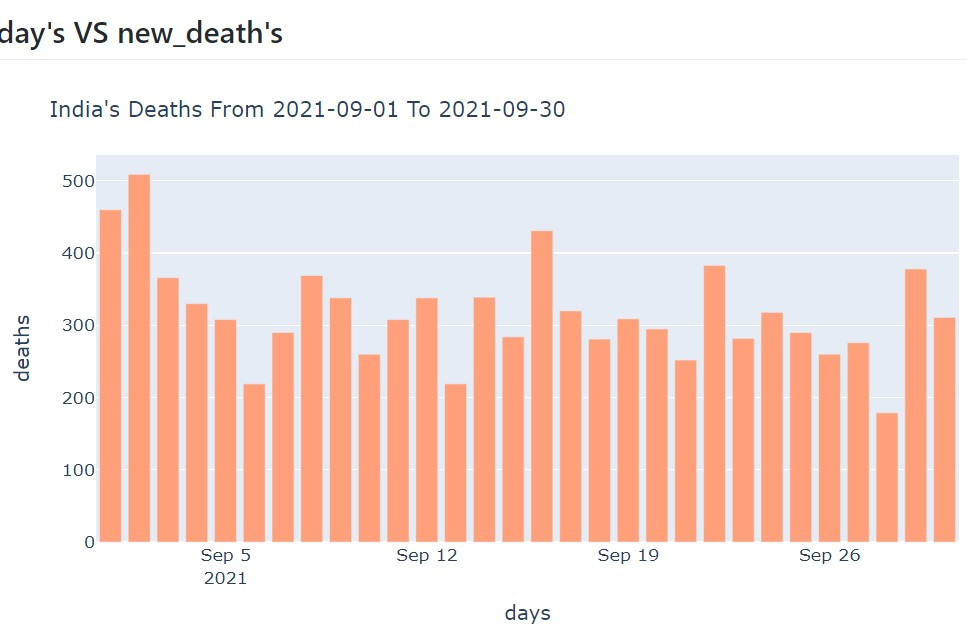 day's VS new_death's
India's Deaths From 2021-09-01 To 2021-09-30
500
400
300
200
100
0
deaths
Sep 5 Sep 12 Sep 19 Sep 26
2021
days